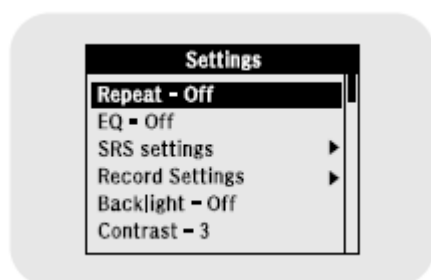 Settings
Repeat - Off
EQ - Off
SRS settings
Record Settings
Backlight - Off
Contrast - 3